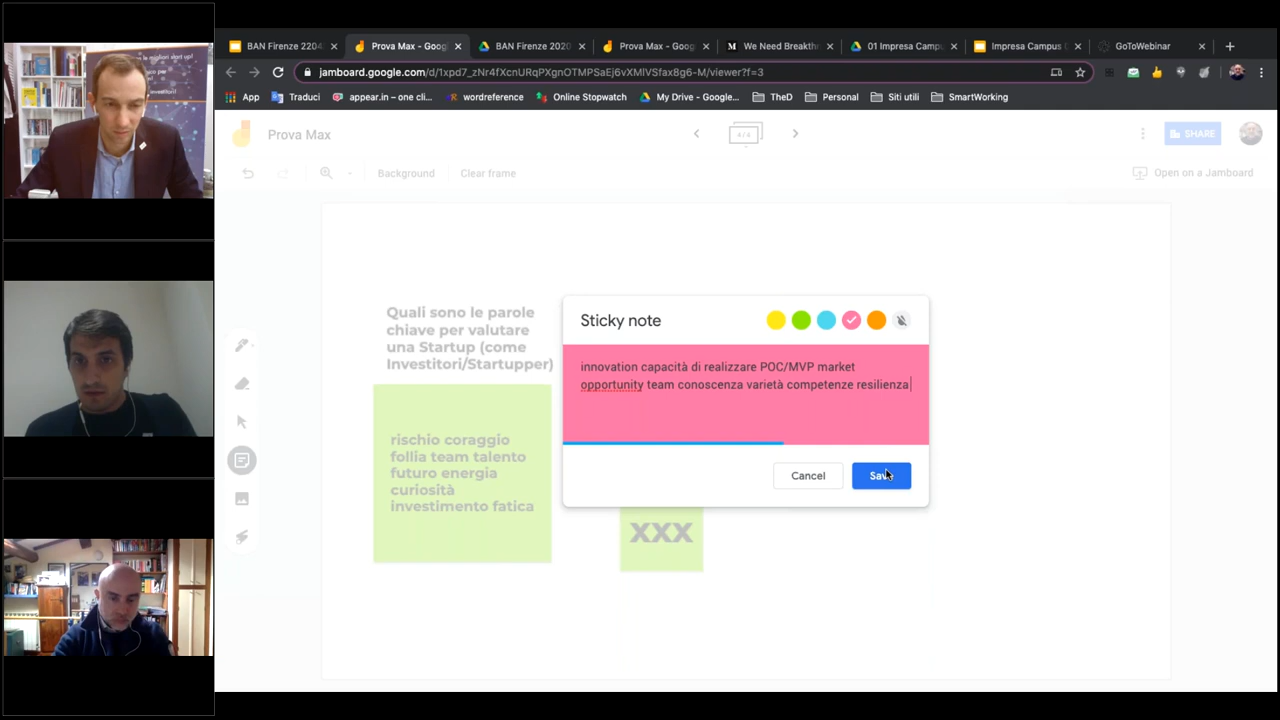 BAN Firenze 2204
Prova Max - Goog
BAN Firenze 2020
Prova Max - Goog
We Need Breakth
01 Impresa Camp
Impresa Campus
GoToWebinar
jamboard.google.com/d/1xpd7_zNr4fXcnURqPXgnOTMPSaEj6vXMlVSfax8g6-M/viewer?f=3
App
Traduci
appear.in – one cli...
wordreference
Online Stopwatch
My Drive - Google...
TheD
Personal
Siti utili
SmartWorking
Prova Max
4/4
SHARE
Background
Clear frame
Open on a Jamboard
Quali sono le parole
chiave per valutare
una Startup (come
Investitori/Startupper)
rischio coraggio
follia team talento
futuro energia
curiosità
investimento fatica
XXX
Sticky note
innovation capacità di realizzare POC/MVP market
opportunity team conoscenza varietà competenze resilienza
Cancel
Save